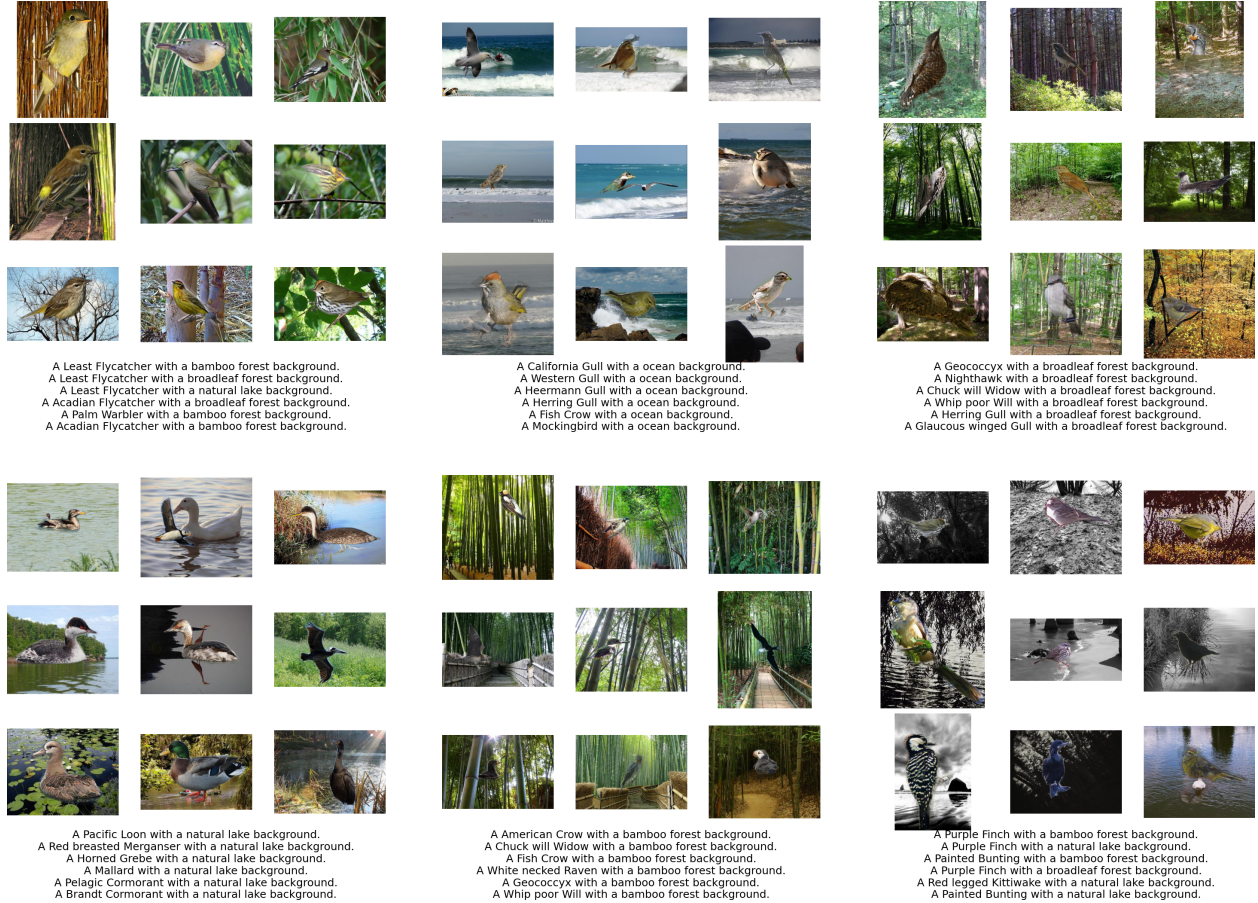 A Least Flycatcher with a bamboo forest background.
A Least Flycatcher with a broadleaf forest background.
A Least Flycatcher with a natural lake background.
A Acadian Flycatcher with a broadleaf forest background.
A Palm Warbler with a bamboo forest background.
A Acadian Flycatcher with a bamboo forest background.
A California Gull with a ocean background.
A Western Gull with a ocean background.
A Heermann Gull with a ocean background.
A Herring Gull with a ocean background.
A Fish Crow with a ocean background.
A Mockingbird with a ocean background.
A Geococcyx with a broadleaf forest background.
A Nighthawk with a broadleaf forest background.
A Chuck will Widow with a broadleaf forest background.
A Whip poor Will with a broadleaf forest background.
A Herring Gull with a broadleaf forest background.
A Glaucous winged Gull with a broadleaf forest background.
A Pacific Loon with a natural lake background.
A Red breasted Merganser with a natural lake background.
A Horned Grebe with a natural lake background.
A Mallard with a natural lake background.
A Pelagic Cormorant with a natural lake background.
A Brandt Cormorant with a natural lake background.
A American Crow with a bamboo forest background.
A Chuck will Widow with a bamboo forest background.
A Fish Crow with a bamboo forest background.
A White necked Raven with a bamboo forest background.
A Geococcyx with a bamboo forest background.
A Whip poor Will with a bamboo forest background.
A Purple Finch with a bamboo forest background.
A Purple Finch with a natural lake background.
A Painted Bunting with a bamboo forest background.
A Purple Finch with a broadleaf forest background.
A Red legged Kittiwake with a natural lake background.
A Painted Bunting with a natural lake background.